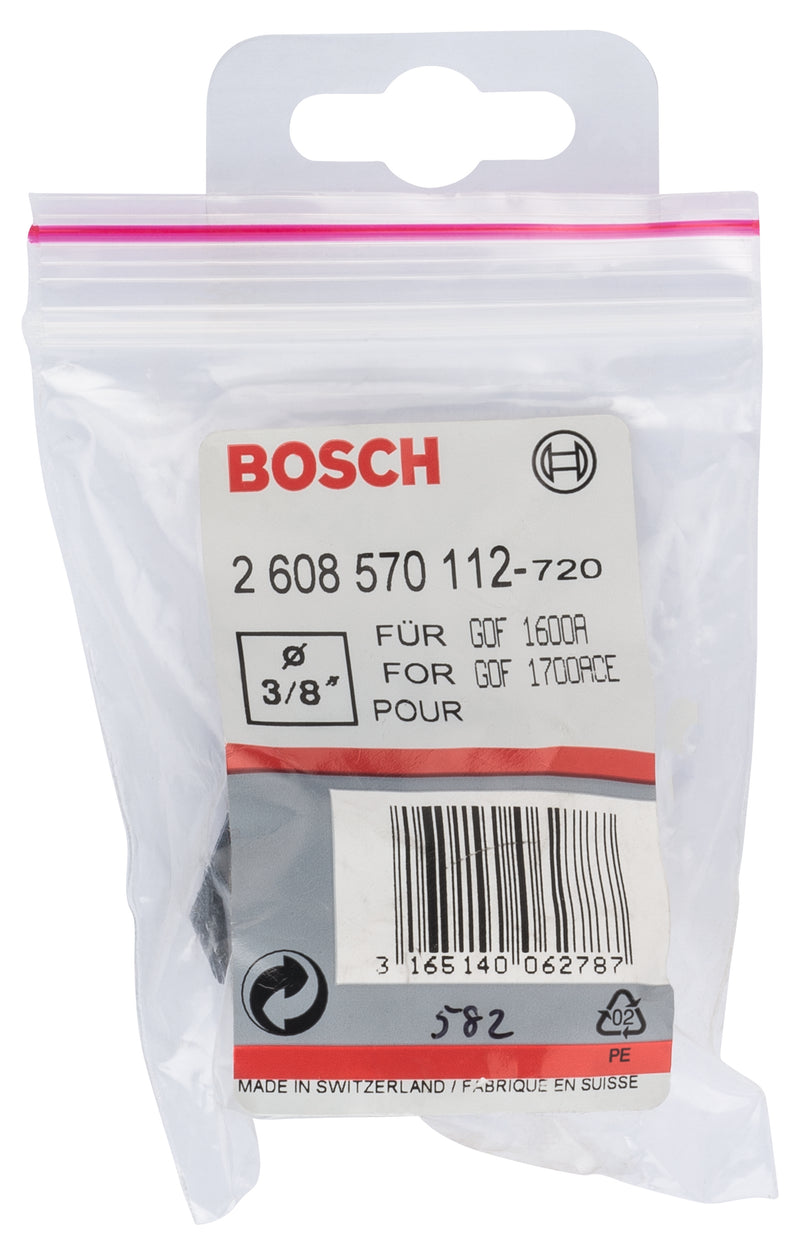 BOSCH
2 608 570 112-720
Ø
3/8"
FÜR GOF 1600A
FOR GOF 1700ACE
POUR
3 165140 062787
582
02
PE
MADE IN SWITZERLAND / FABRIQUE EN SUISSE